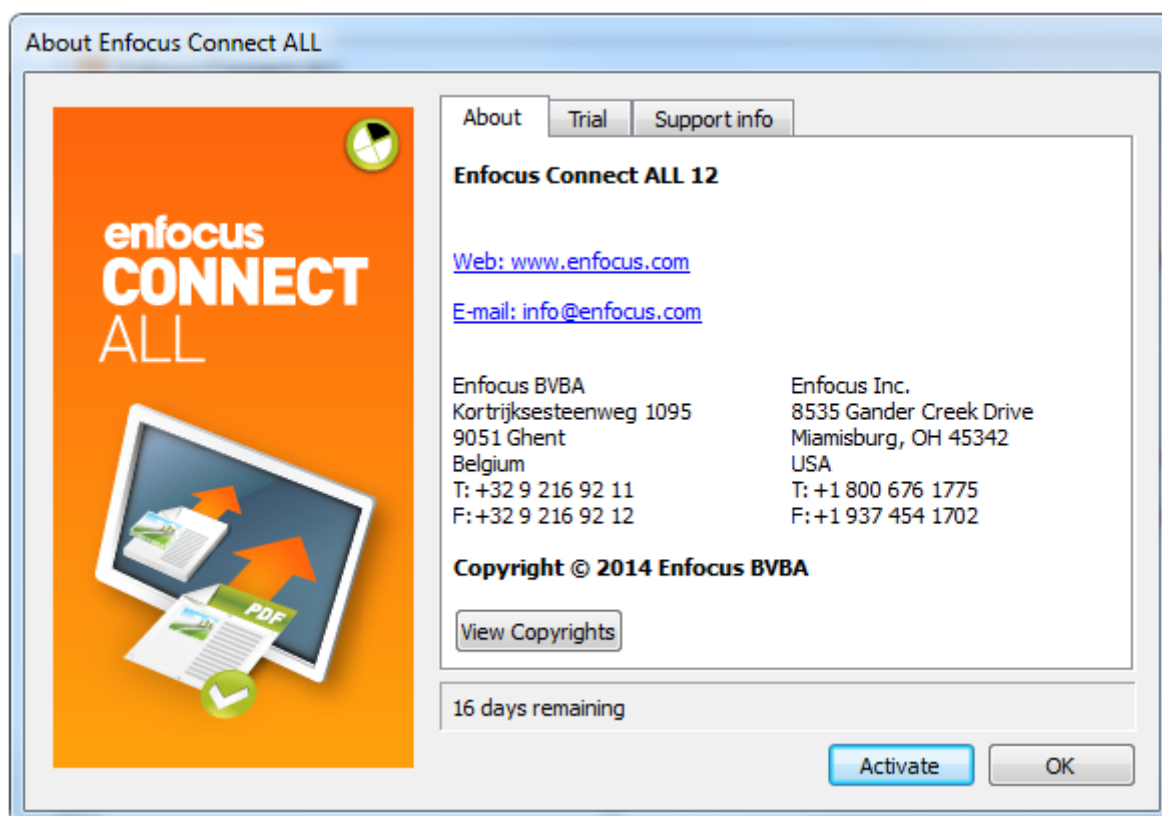 About Enfocus Connect ALL
enfocus
CONNECT
ALL
PDF
About
Trial
Support info
Enfocus Connect ALL 12
Web: www.enfocus.com
E-mail: info@enfocus.com
Enfocus BVBA
Kortrijksesteenweg 1095
9051 Ghent
Belgium
T: +32 9 216 92 11
F: +32 9 216 92 12
Enfocus Inc.
8535 Gander Creek Drive
Miamisburg, OH 45342
USA
T: +1 800 676 1775
F: +1 937 454 1702
Copyright © 2014 Enfocus BVBA
View Copyrights
16 days remaining
Activate
OK